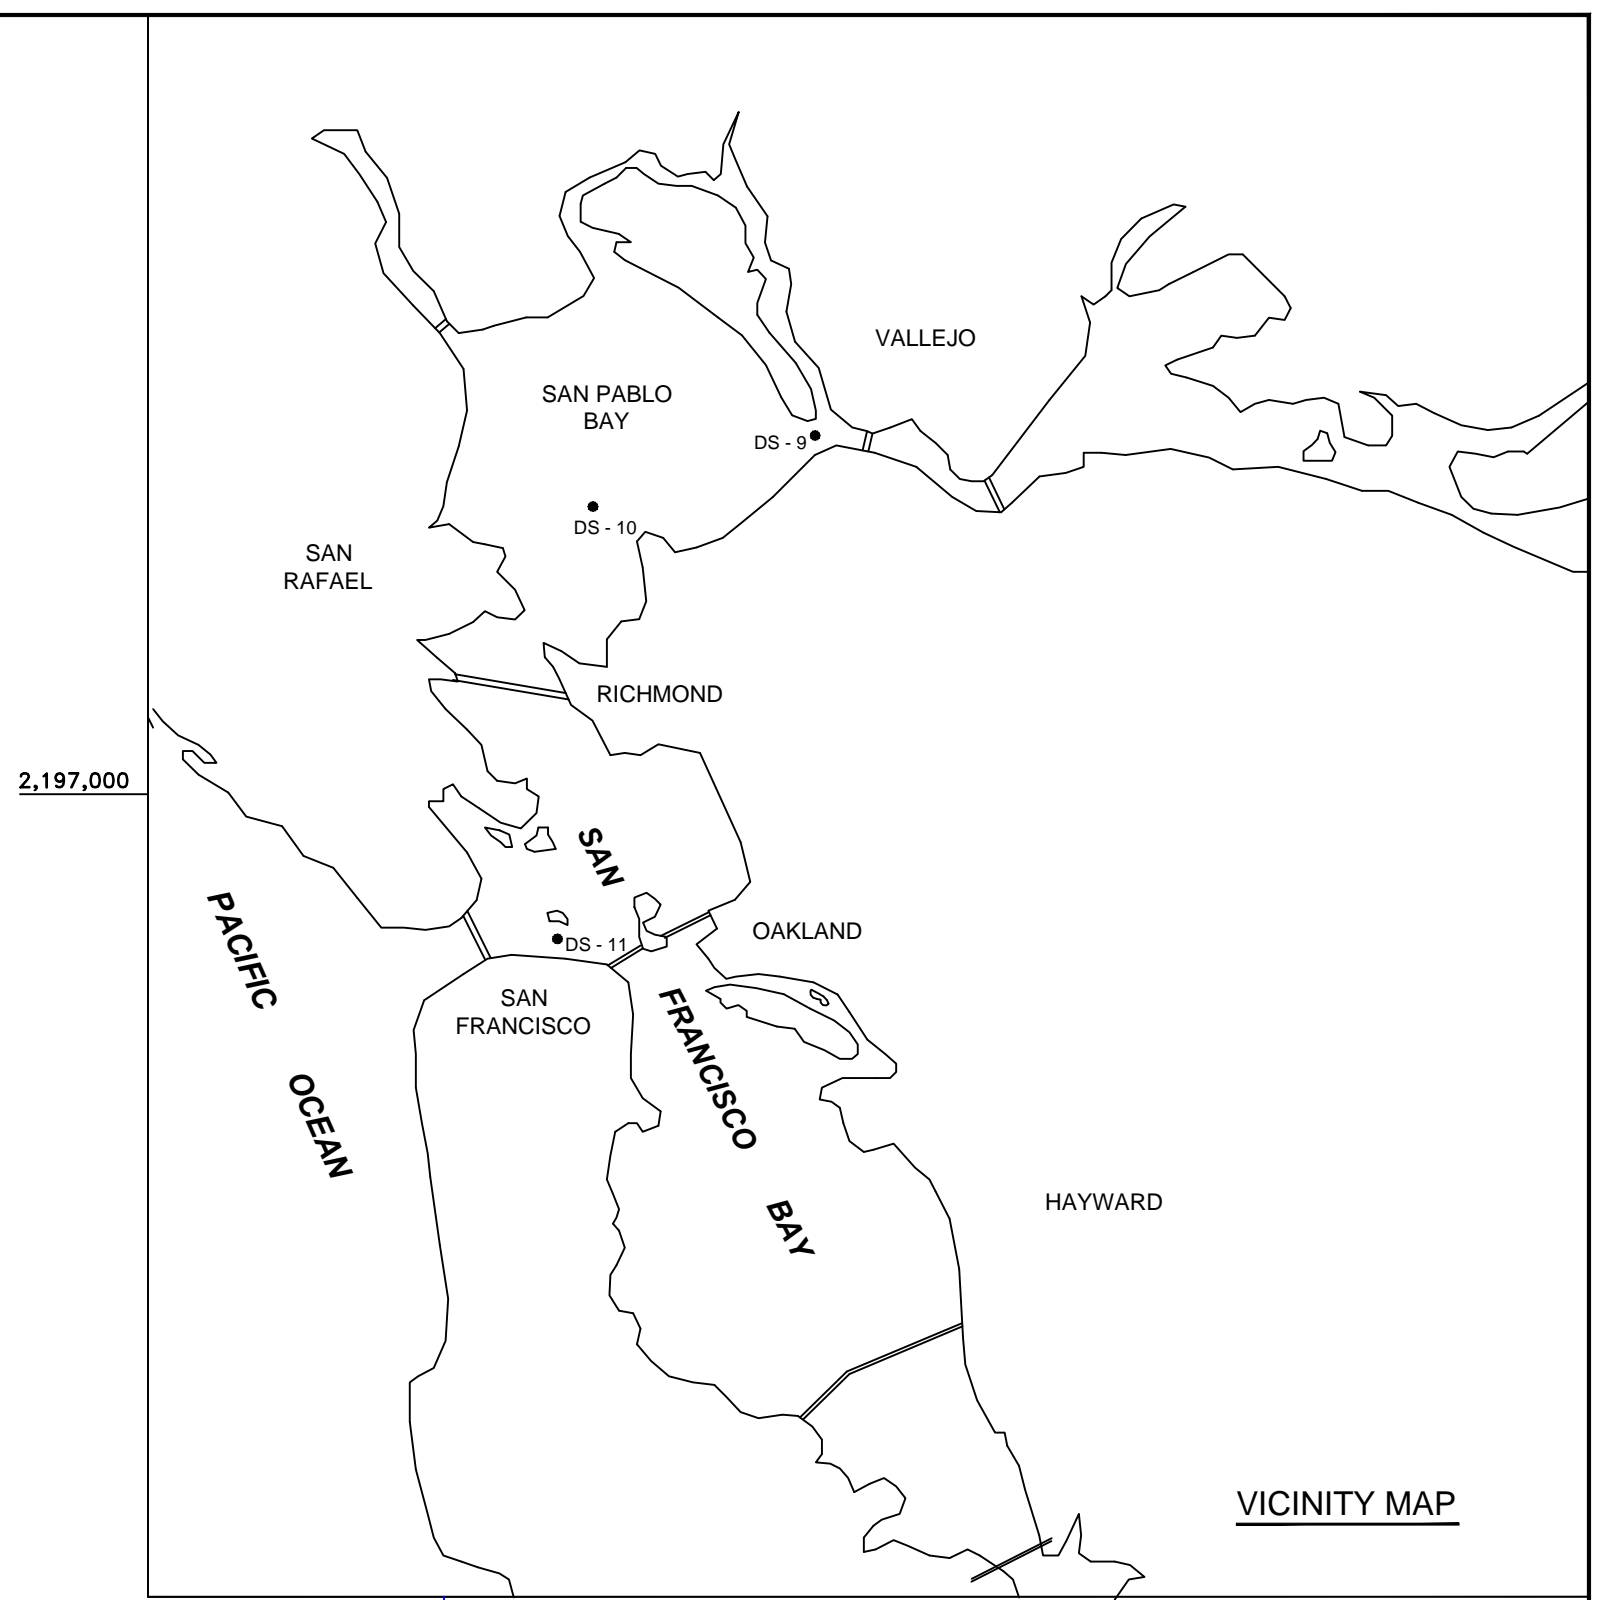 VALLEJO
SAN PABLO
BAY
DS - 9
DS - 10
SAN
RAFAEL
RICHMOND
2,197,000
SAN
PACIFIC
OAKLAND
DS - 11
SAN
FRANCISCO
FRANCISCO
OCEAN
HAYWARD
BAY
VICINITY MAP